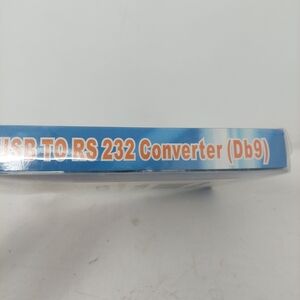 USB TO RS 232 Converter (Db9)